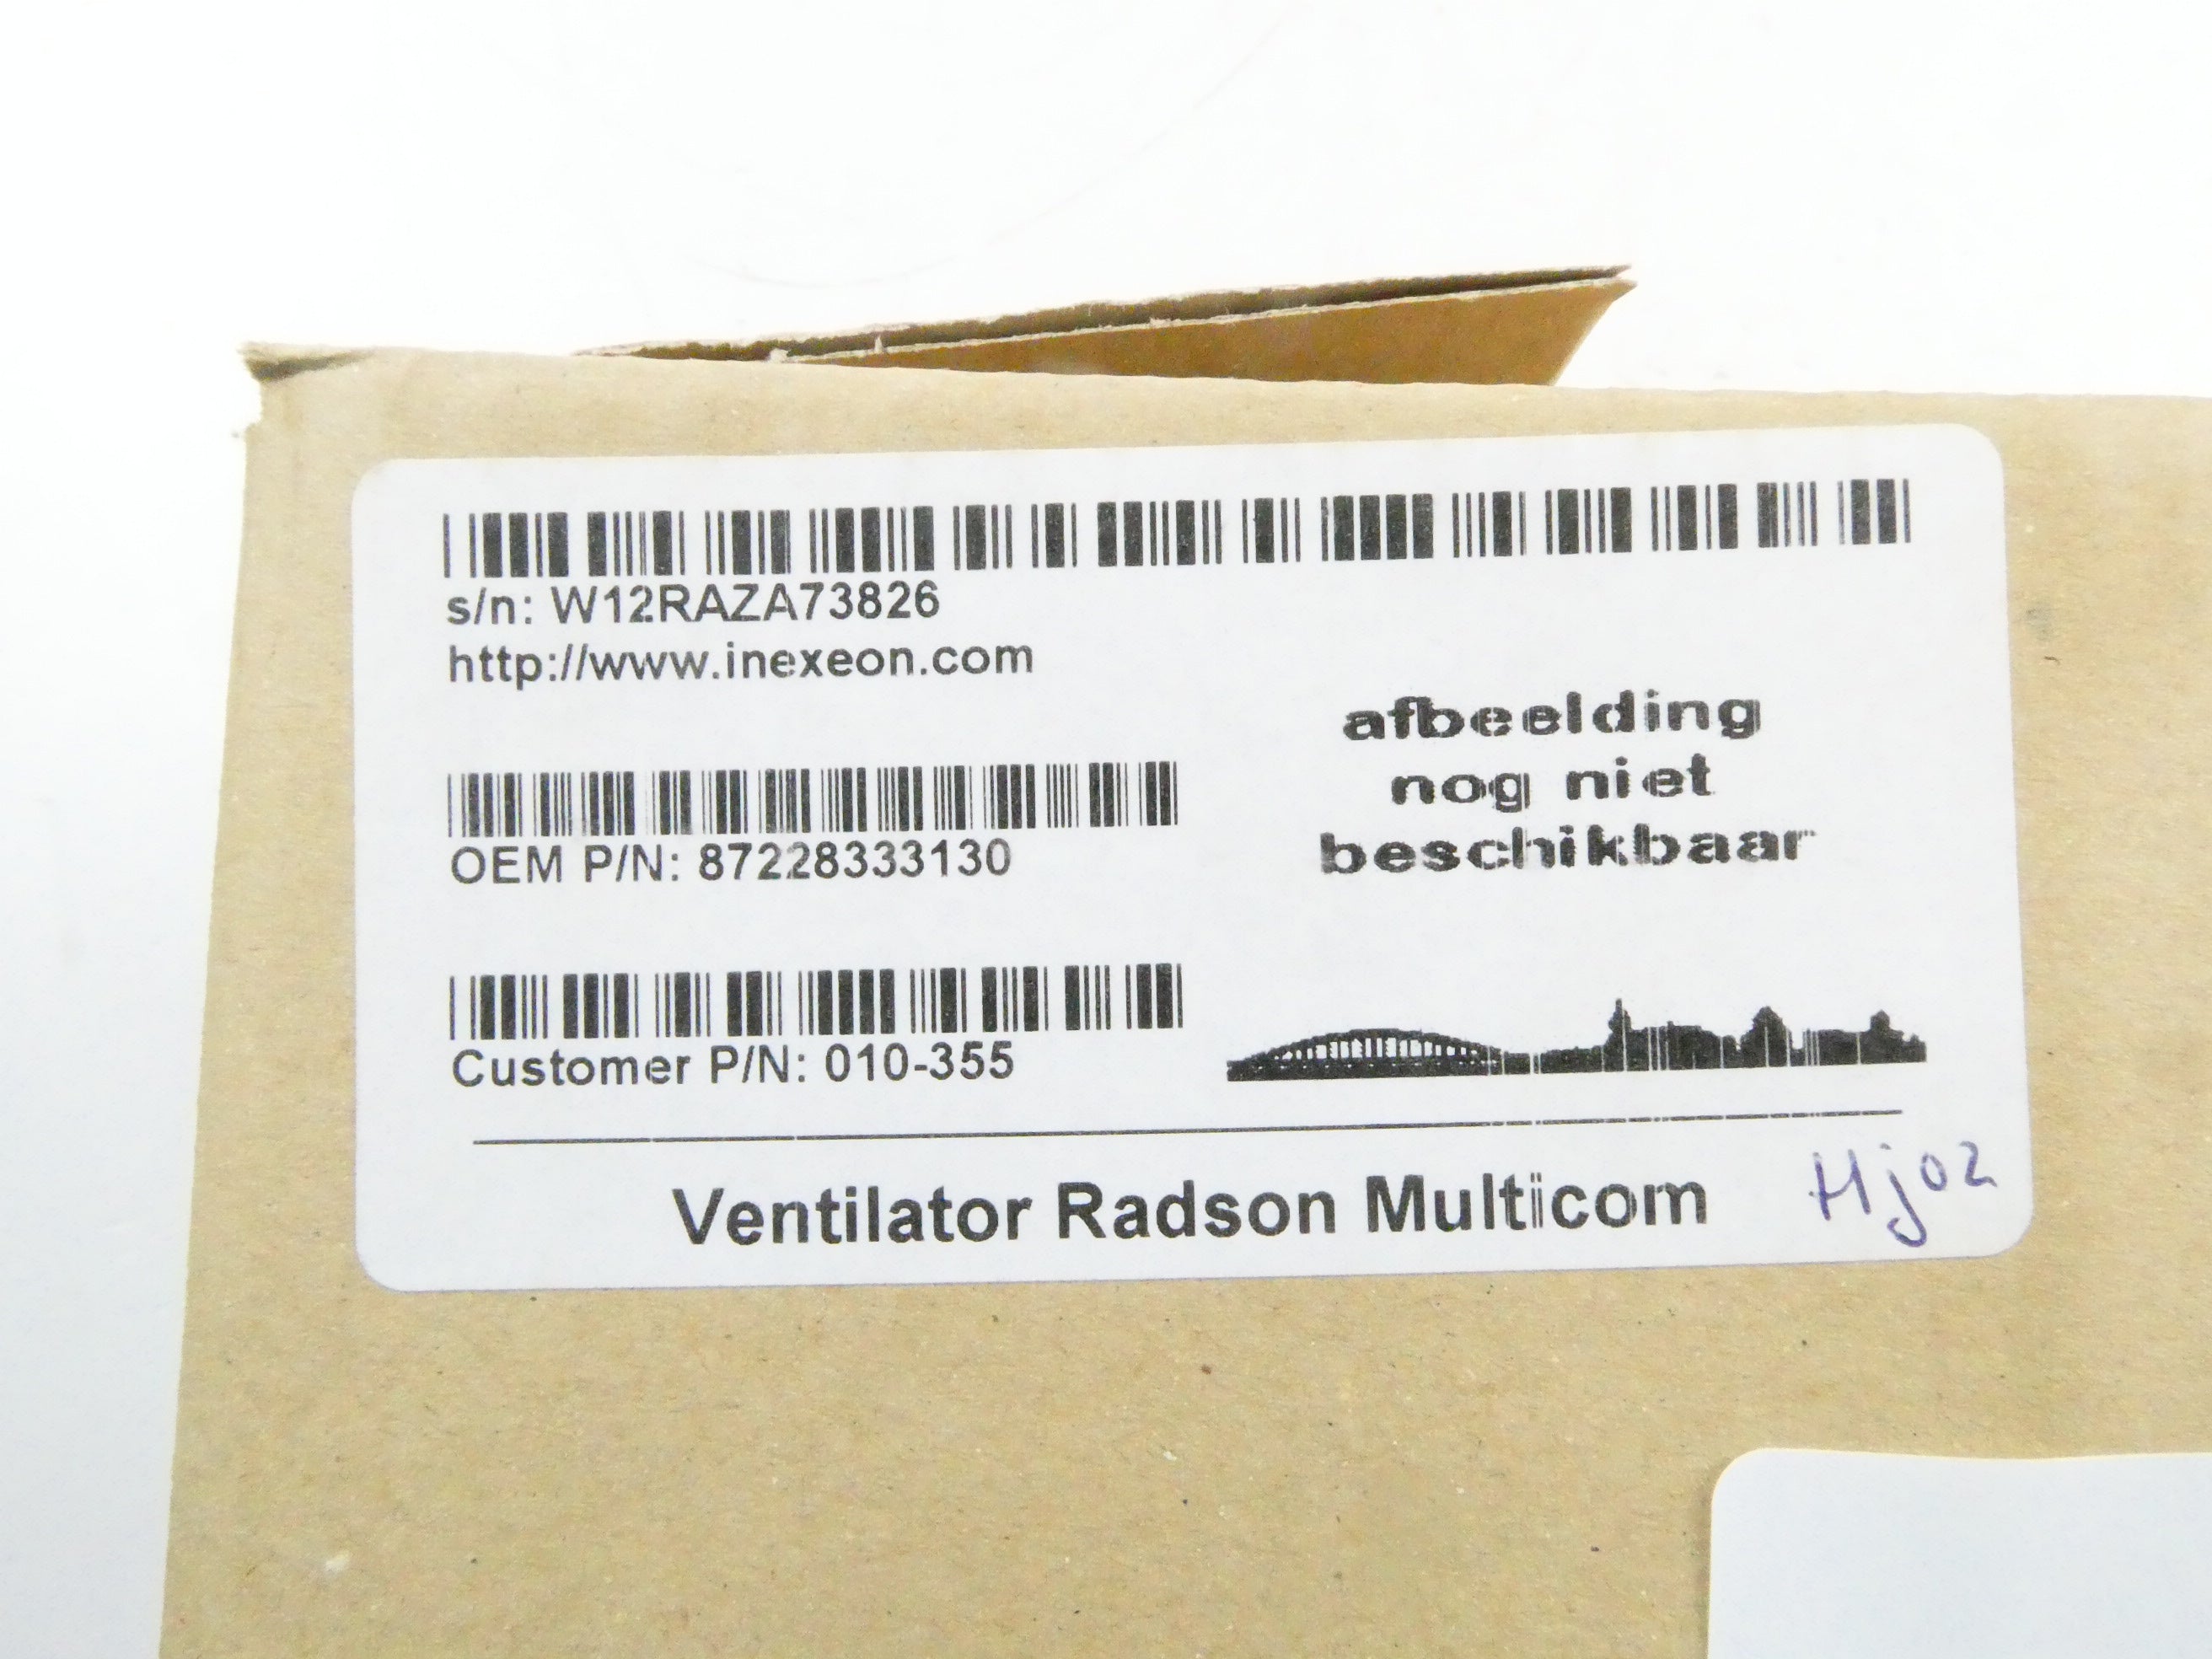 s/n: W12RAZA73826
http://www.inexeon.com
afbeelding
nog niet
beschikbaar
OEM P/N: 87228333130
Customer P/N: 010-355
Ventilator Radson Multicom
Hj02